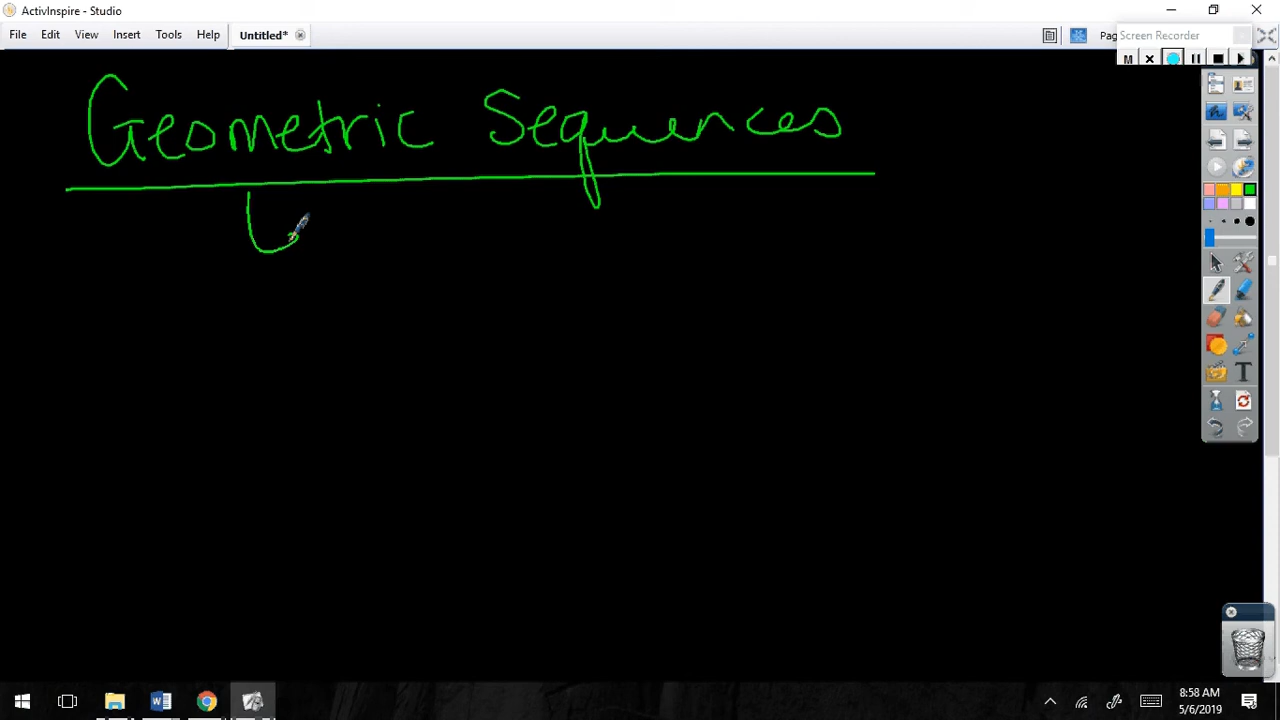 ActivInspire - Studio
File Edit View Insert Tools Help Untitled*
Screen Recorder
Geometric Sequences
8:58 AM
5/6/2019